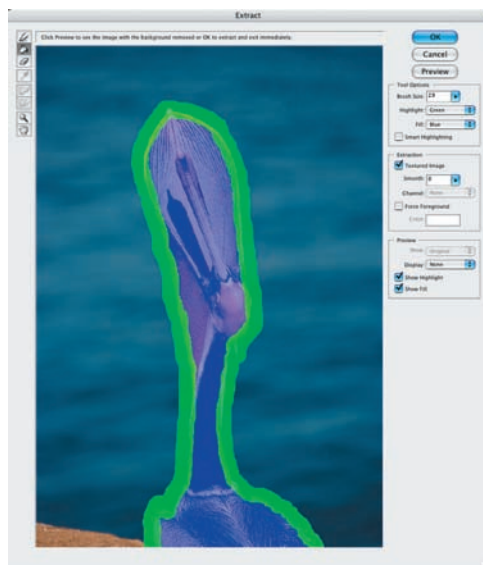 Extract
Click Preview to see the image with the background removed or OK to extract and exit immediately.
OK
Cancel
Preview
Tool Options
Brush Size:
Highlight: Green
Fill: Blue
Smart Highlighting
Extraction
Textured Image
Smooth:
Channel: None
Force Foreground
Color:
Preview
Show: Original
Display: None
Show Highlight
Show Fill